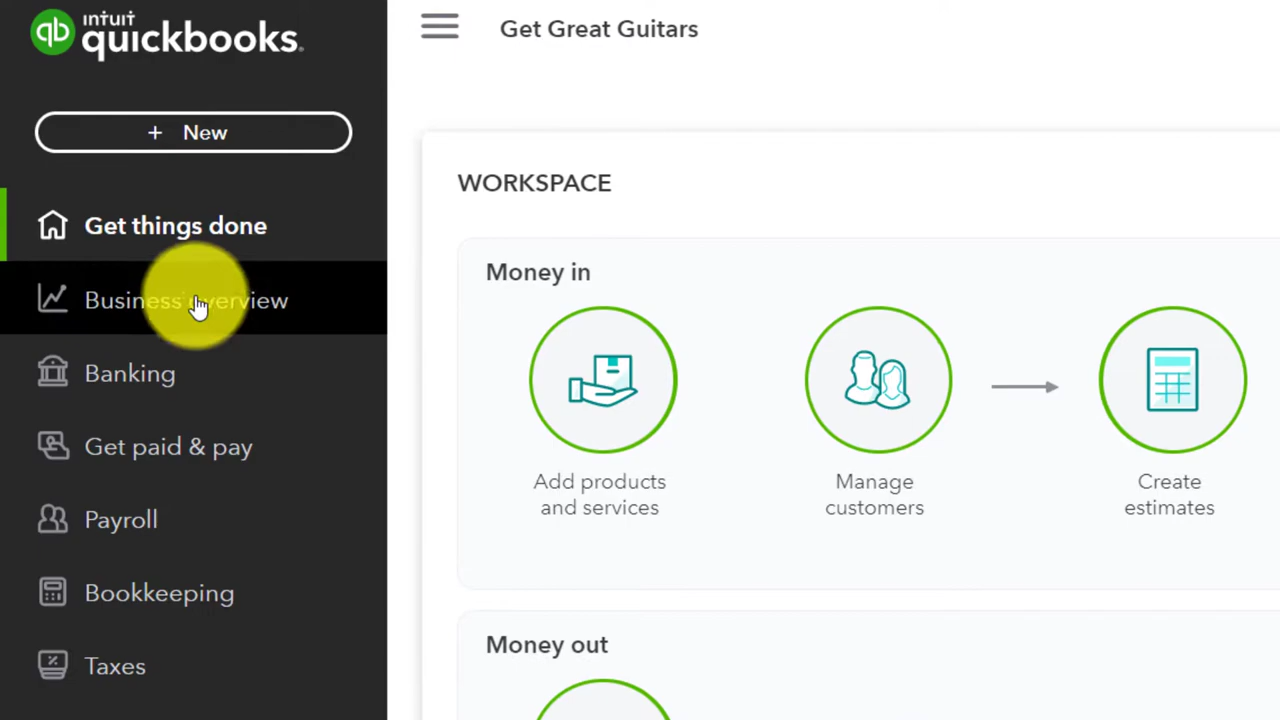 intuit
quickbooks.
Get Great Guitars
+ New
WORKSPACE
Get things done
Business overview
Banking
Get paid & pay
Payroll
Bookkeeping
Taxes
Money in
Add products
and services
Manage
customers
Create
estimates
Money out